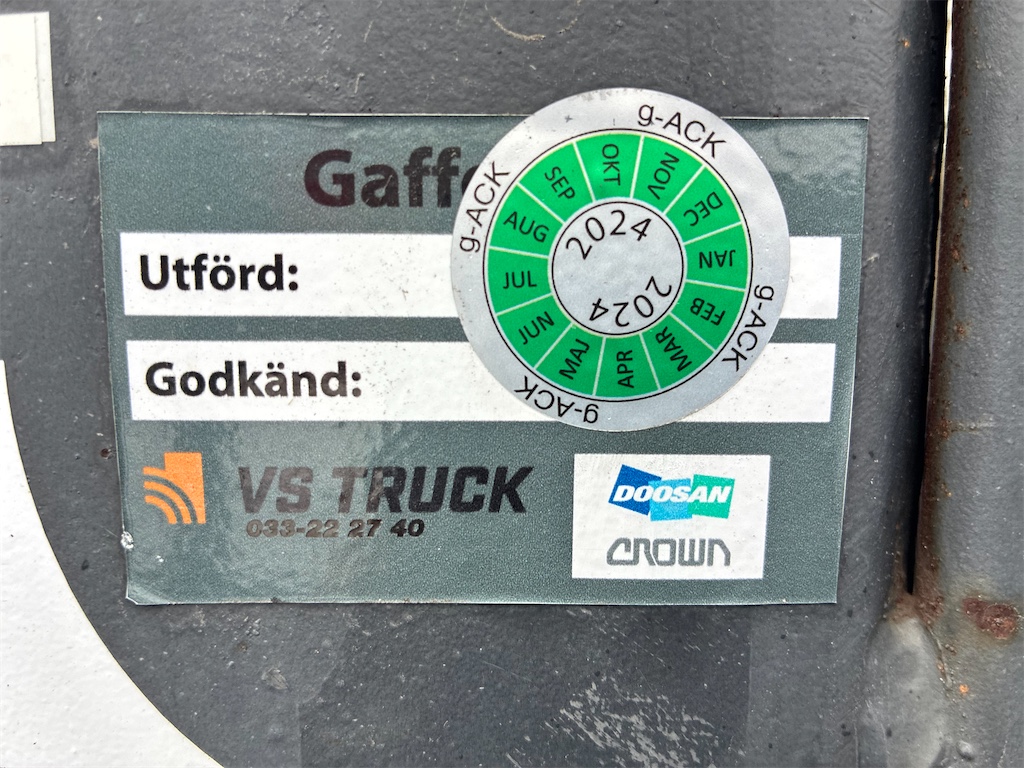 Gaffe
Utförd:
Godkänd:
VS TRUCK
033-22 27 40
DOOSAN
CROWN
g-ACK
g-ACK
g-ACK
g-ACK
JAN
FEB
MAR
APR
MAJ
JUN
JUL
AUG
SEP
OKT
NOV
DEC
2024
2024